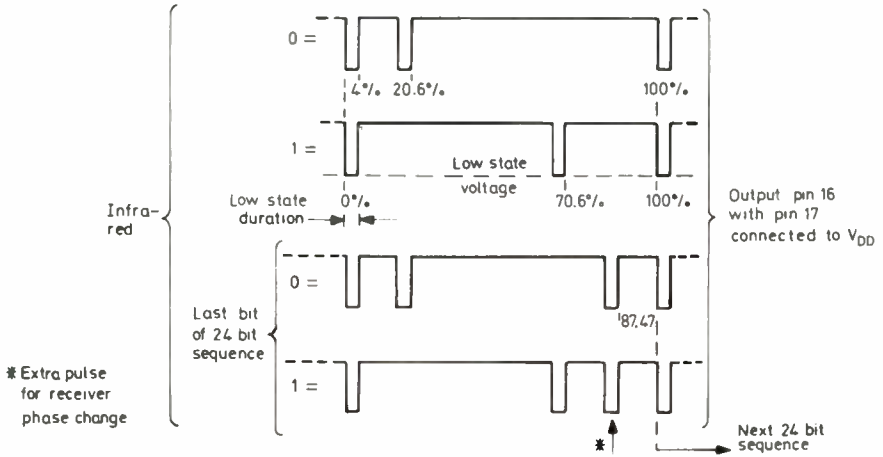 0 =
4% 20.6% 100%
1 =
Low state
voltage
0% 70.6% 100%
Low state
duration
Infra-
red
Output pin 16
with pin 17
connected to VDD
0 =
'87.47
Last bit
of 24 bit
sequence
1 =
* Extra pulse
for receiver
phase change
*
Next 24 bit
sequence